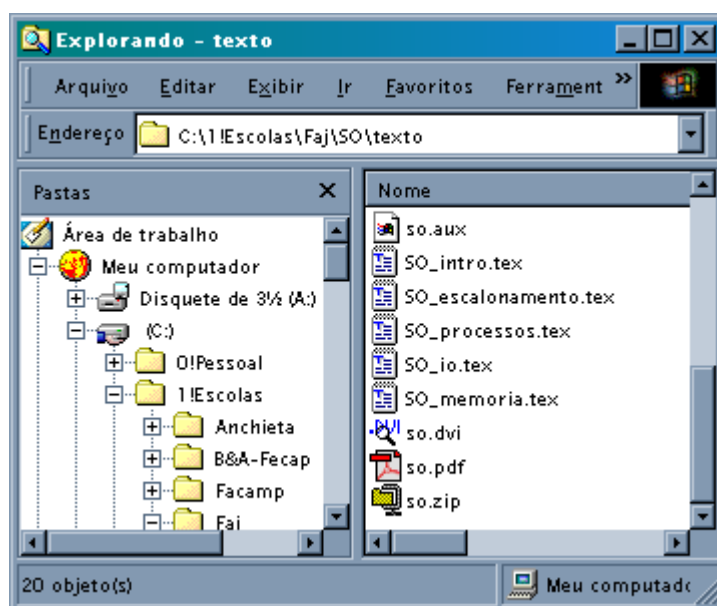 Explorando - texto
Arquivo Editar Exibir Ir Favoritos Ferrament »
Endereço C:\1!Escolas\Faj\SO\texto
Pastas
Área de trabalho
Meu computador
Disquete de 3½ (A:)
(C:)
0!Pessoal
1!Escolas
Anchieta
B&A-Fecap
Facamp
Faj
Nome
so.aux
SO_intro.tex
SO_escalonamento.tex
SO_processos.tex
SO_io.tex
SO_memoria.tex
so.dvi
so.pdf
so.zip
20 objeto(s)
Meu computad